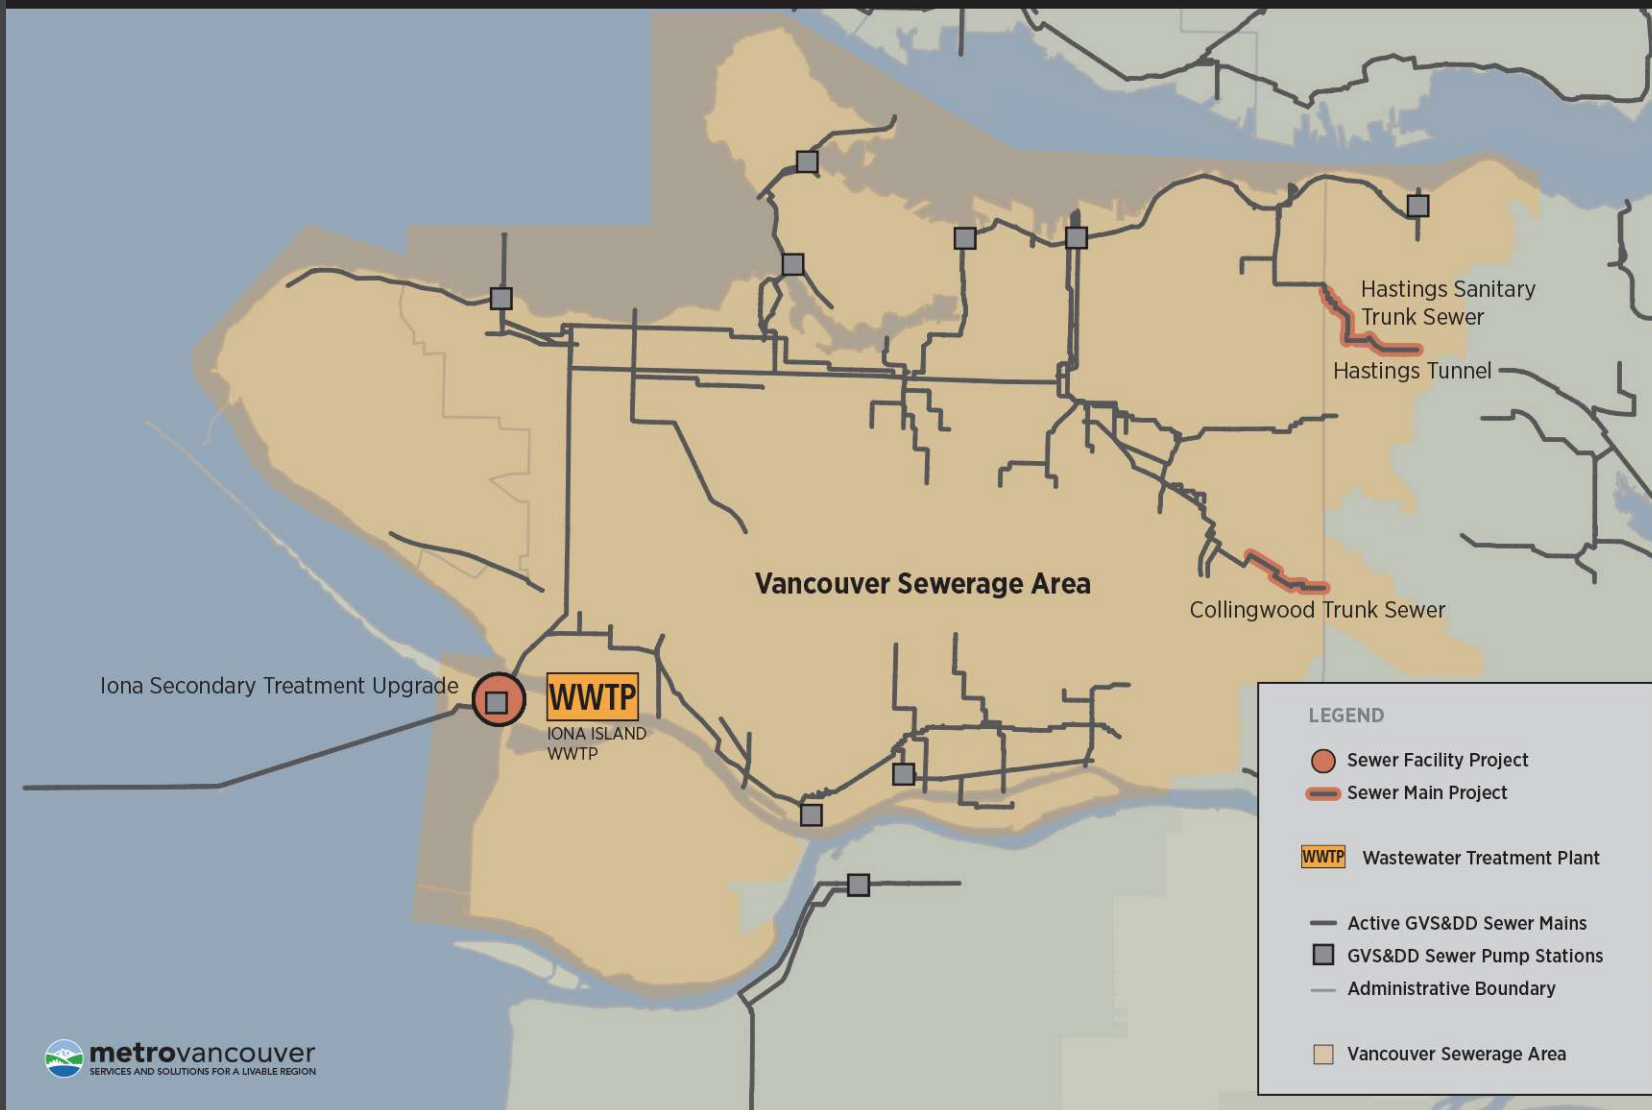 Hastings Sanitary
Trunk Sewer
Hastings Tunnel
Vancouver Sewerage Area
Collingwood Trunk Sewer
Iona Secondary Treatment Upgrade
WWTP
IONA ISLAND
WWTP
LEGEND
Sewer Facility Project
Sewer Main Project
WWTP Wastewater Treatment Plant
Active GVS&DD Sewer Mains
GVS&DD Sewer Pump Stations
Administrative Boundary
Vancouver Sewerage Area
metrovancouver
SERVICES AND SOLUTIONS FOR A LIVABLE REGION